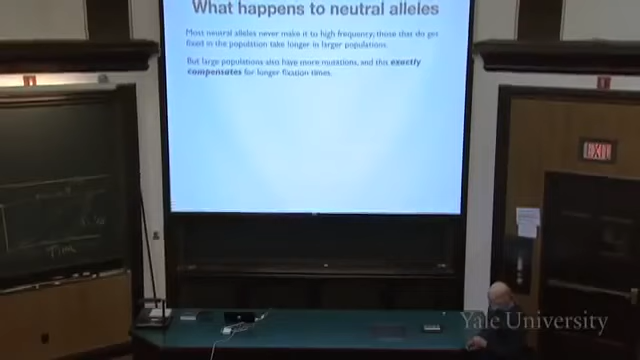 What happens to neutral alleles
Most neutral alleles never make it to high frequency; those that do get
fixed in the population take longer in larger populations.
But large populations also have more mutations, and this exactly
compensates for longer fixation times.
EXIT
Time
Yale University